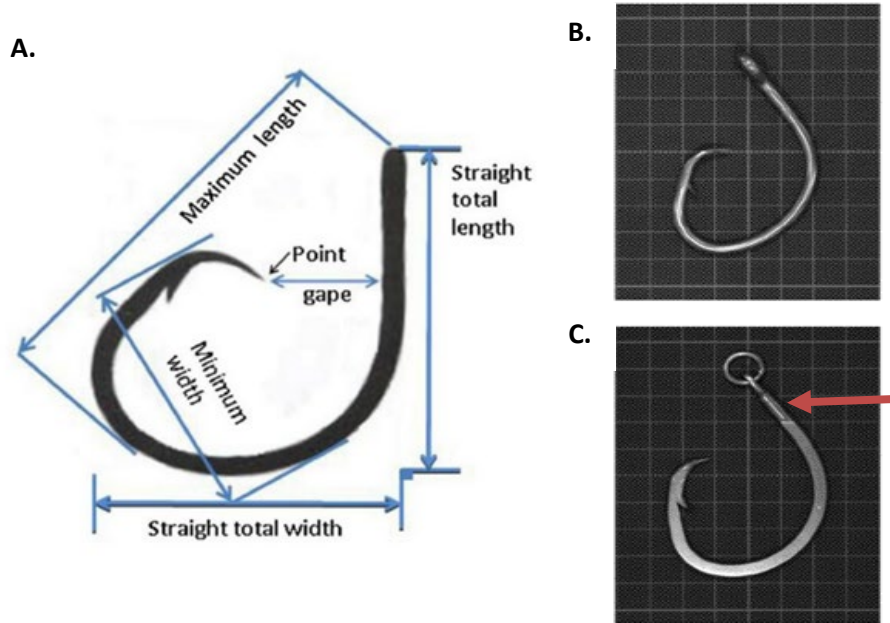 A.
B.
Maximum length
Straight
total
length
Point
gape
Minimum
width
C.
Straight total width